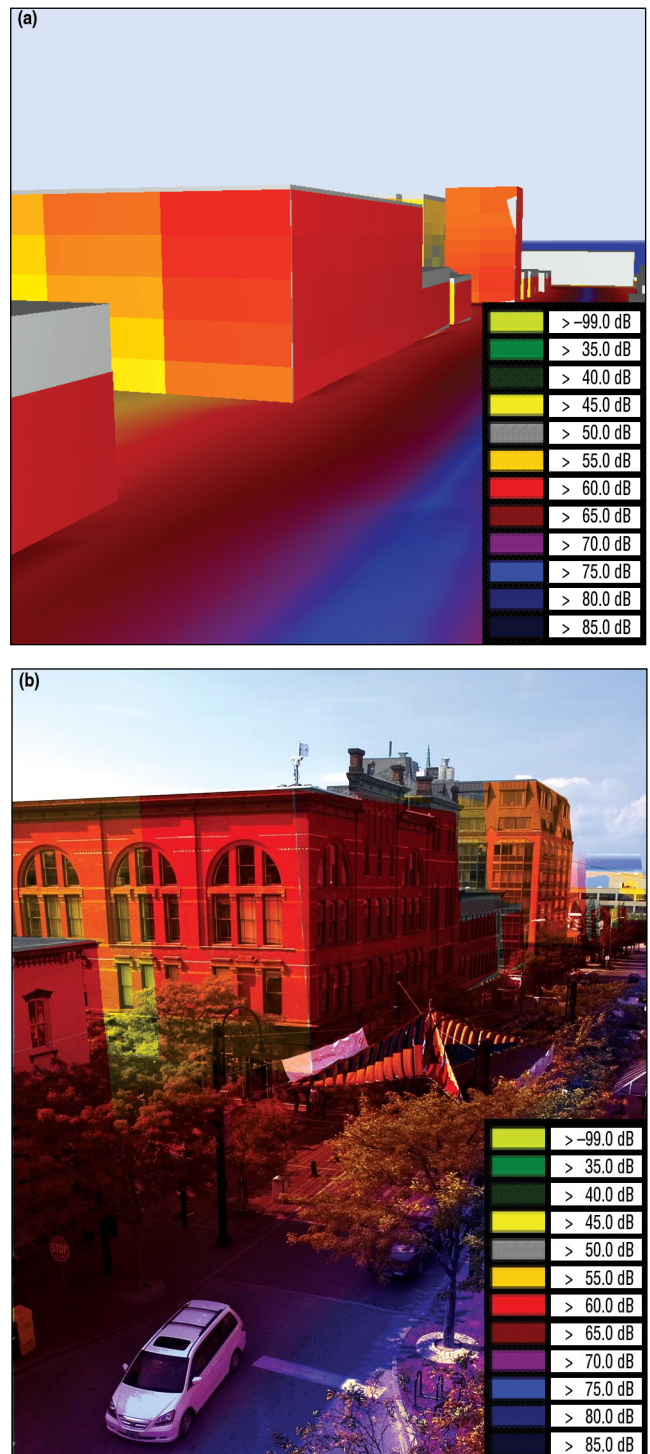 (a)
> –99.0 dB
> 35.0 dB
> 40.0 dB
> 45.0 dB
> 50.0 dB
> 55.0 dB
> 60.0 dB
> 65.0 dB
> 70.0 dB
> 75.0 dB
> 80.0 dB
> 85.0 dB
(b)
STOP
> –99.0 dB
> 35.0 dB
> 40.0 dB
> 45.0 dB
> 50.0 dB
> 55.0 dB
> 60.0 dB
> 65.0 dB
> 70.0 dB
> 75.0 dB
> 80.0 dB
> 85.0 dB